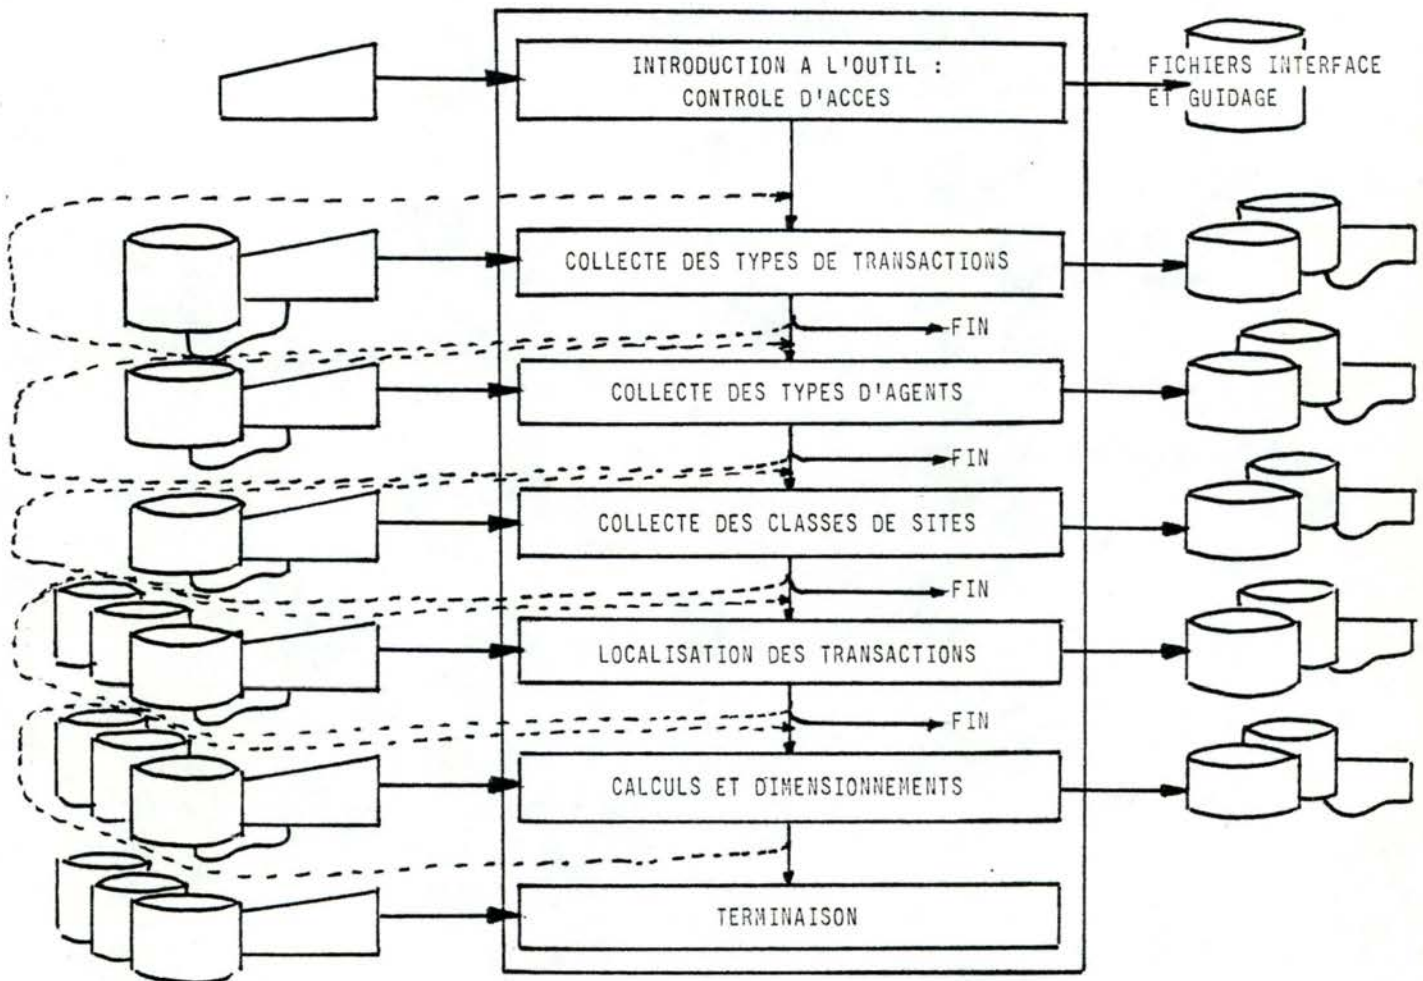 INTRODUCTION A L'OUTIL :
CONTROLE D'ACCES
FICHIERS INTERFACE
ET GUIDAGE
COLLECTE DES TYPES DE TRANSACTIONS
FIN
COLLECTE DES TYPES D'AGENTS
FIN
COLLECTE DES CLASSES DE SITES
FIN
LOCALISATION DES TRANSACTIONS
FIN
CALCULS ET DIMENSIONNEMENTS
TERMINAISON